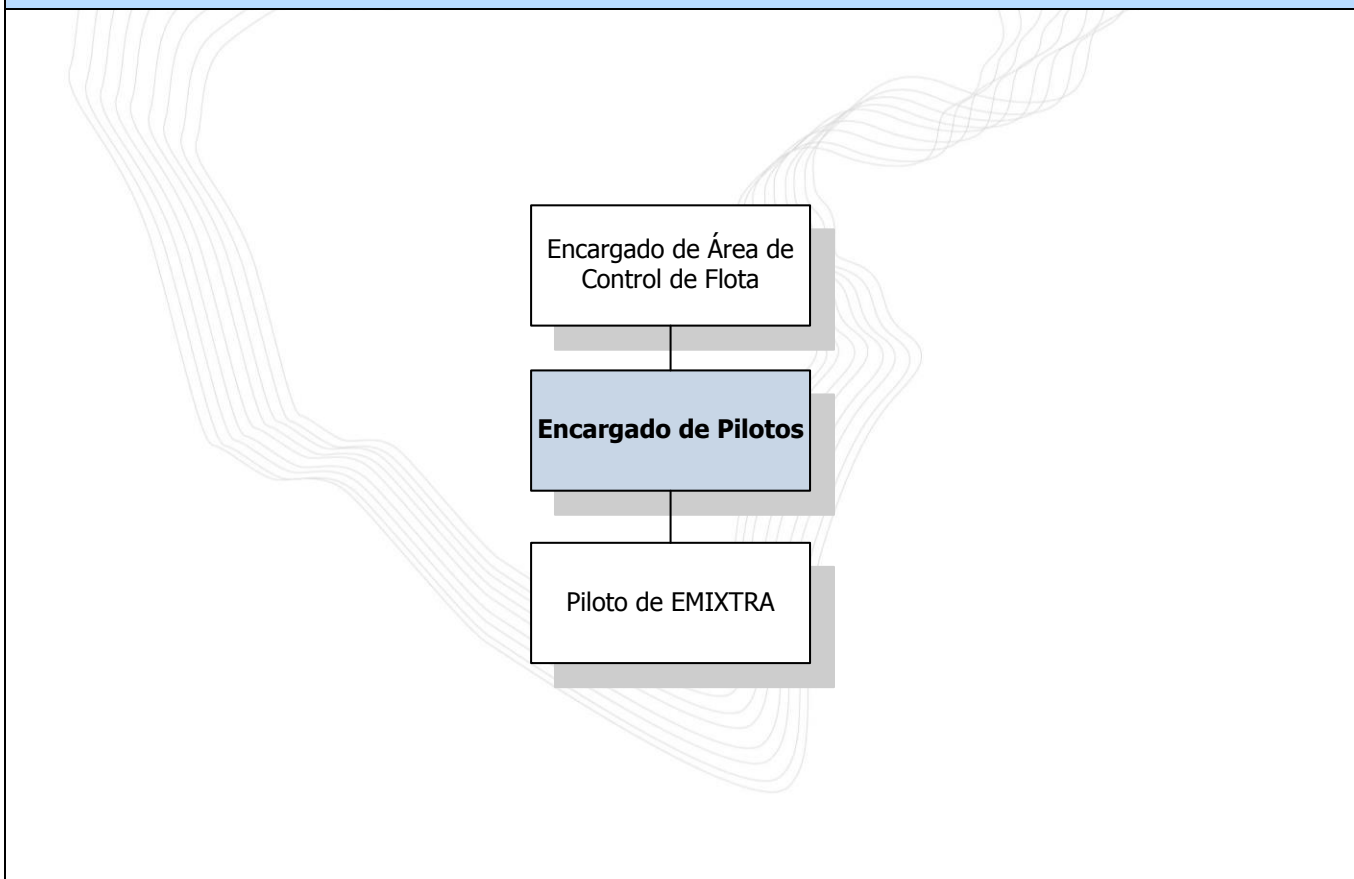 Encargado de Área de
Control de Flota
Encargado de Pilotos
Piloto de EMIXTRA